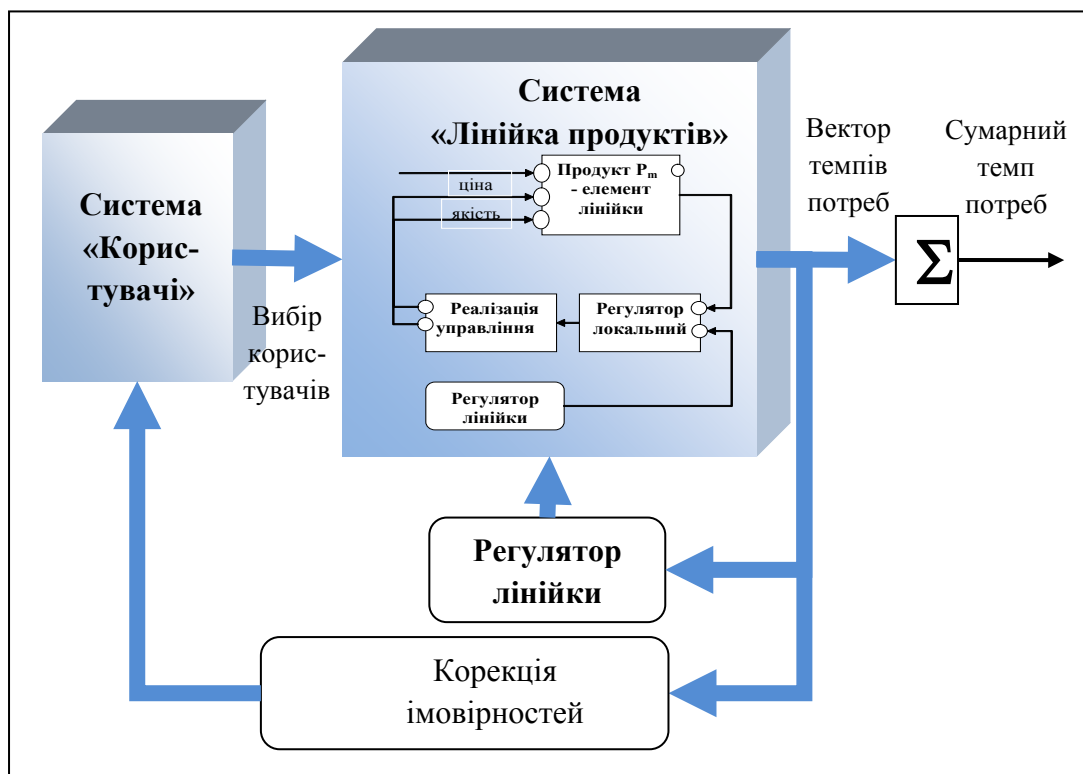 Система
«Корис-
тувачі»
Вибір
корис-
тувачів
Система
«Лінійка продуктів»
ціна
якість
Продукт Pm
- елемент
лінійки
Реалізація
управління
Регулятор
локальний
Регулятор
лінійки
Вектор
темпів
потреб
Сумарний
темп
потреб
Σ
Регулятор
лінійки
Корекція
імовірностей